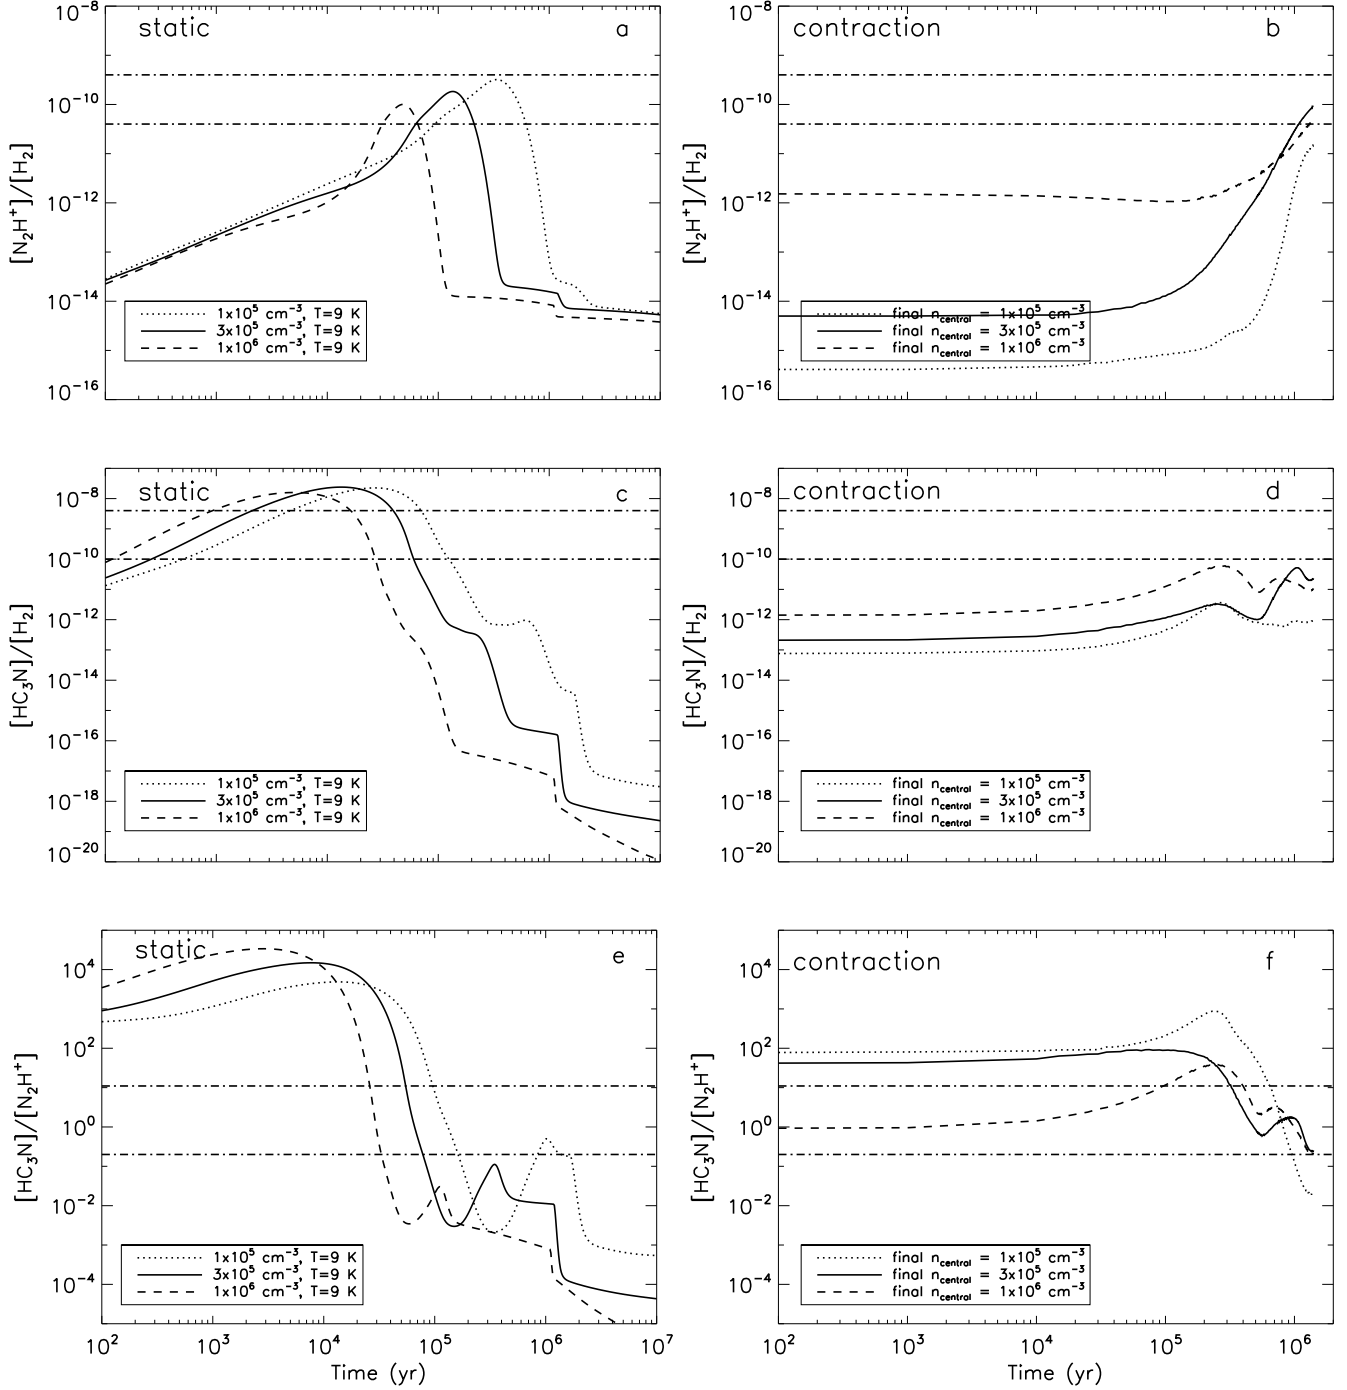 static
a
10⁻⁸
10⁻¹⁰
10⁻¹²
10⁻¹⁴
10⁻¹⁶
[N₂H⁺]/[H₂]
1x10⁵ cm⁻³, T=9 K
3x10⁵ cm⁻³, T=9 K
1x10⁶ cm⁻³, T=9 K
contraction
b
10⁻⁸
10⁻¹⁰
10⁻¹²
10⁻¹⁴
10⁻¹⁶
[N₂H⁺]/[H₂]
final n_central = 1x10⁵ cm⁻³
final n_central = 3x10⁵ cm⁻³
final n_central = 1x10⁶ cm⁻³
static
c
10⁻⁸
10⁻¹⁰
10⁻¹²
10⁻¹⁴
10⁻¹⁶
10⁻¹⁸
10⁻²⁰
[HC₃N]/[H₂]
1x10⁵ cm⁻³, T=9 K
3x10⁵ cm⁻³, T=9 K
1x10⁶ cm⁻³, T=9 K
contraction
d
10⁻⁸
10⁻¹⁰
10⁻¹²
10⁻¹⁴
10⁻¹⁶
10⁻¹⁸
10⁻²⁰
[HC₃N]/[H₂]
final n_central = 1x10⁵ cm⁻³
final n_central = 3x10⁵ cm⁻³
final n_central = 1x10⁶ cm⁻³
static
e
10⁴
10²
10⁰
10⁻²
10⁻⁴
[HC₃N]/[N₂H⁺]
1x10⁵ cm⁻³, T=9 K
3x10⁵ cm⁻³, T=9 K
1x10⁶ cm⁻³, T=9 K
10² 10³ 10⁴ 10⁵ 10⁶ 10⁷
Time (yr)
contraction
f
10⁴
10²
10⁰
10⁻²
10⁻⁴
[HC₃N]/[N₂H⁺]
final n_central = 1x10⁵ cm⁻³
final n_central = 3x10⁵ cm⁻³
final n_central = 1x10⁶ cm⁻³
10² 10³ 10⁴ 10⁵ 10⁶
Time (yr)